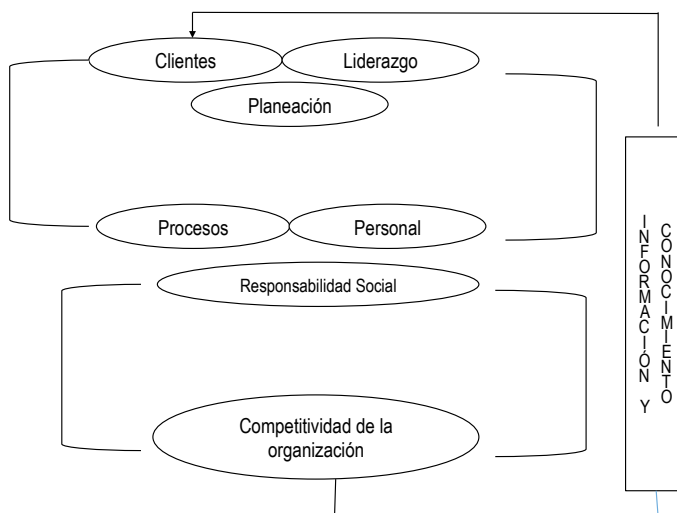 Clientes
Liderazgo
Planeación
Procesos
Personal
Responsabilidad Social
Competitividad de la
organización
INFORMACIÓN Y
CONOCIMIENTO